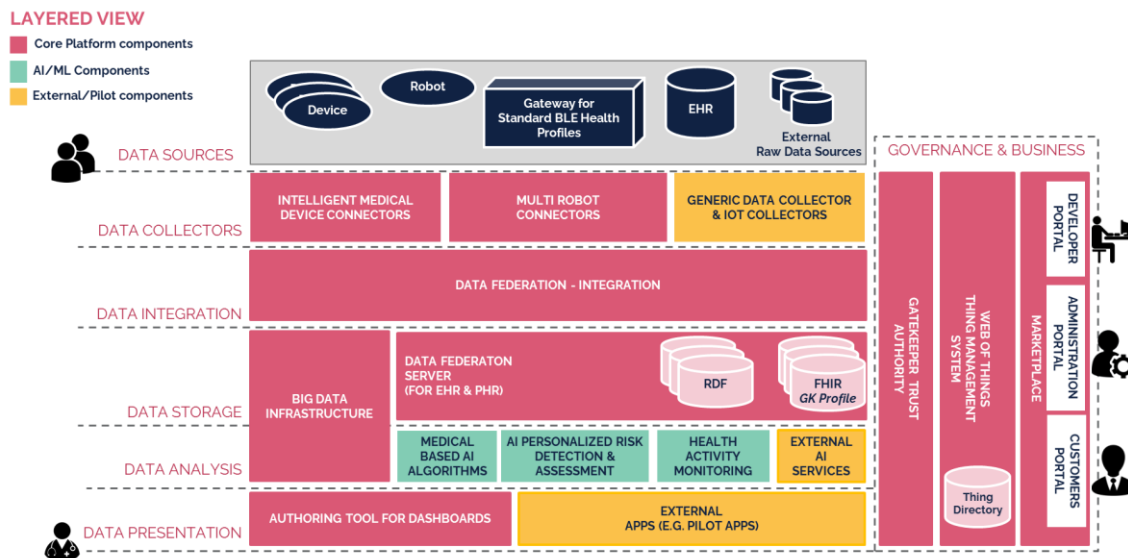 LAYERED VIEW
Core Platform components
AI/ML Components
External/Pilot components
DATA SOURCES
Device
Robot
Gateway for
Standard BLE Health
Profiles
EHR
External
Raw Data Sources
DATA COLLECTORS
INTELLIGENT MEDICAL
DEVICE CONNECTORS
MULTI ROBOT
CONNECTORS
GENERIC DATA COLLECTOR
& IOT COLLECTORS
DATA INTEGRATION
DATA FEDERATION - INTEGRATION
DATA STORAGE
BIG DATA
INFRASTRUCTURE
DATA FEDERATON
SERVER
(FOR EHR & PHR)
RDF
FHIR
GK Profile
DATA ANALYSIS
MEDICAL
BASED AI
ALGORITHMS
AI PERSONALIZED RISK
DETECTION &
ASSESSMENT
HEALTH
ACTIVITY
MONITORING
EXTERNAL
AI
SERVICES
DATA PRESENTATION
AUTHORING TOOL FOR DASHBOARDS
EXTERNAL
APPS (E.G. PILOT APPS)
GOVERNANCE & BUSINESS
GATEKEEPER TRUST
AUTHORITY
WEB OF THINGS
THING MANAGEMENT
SYSTEM
Thing
Directory
MARKETPLACE
DEVELOPER
PORTAL
ADMINISTRATION
PORTAL
CUSTOMERS
PORTAL